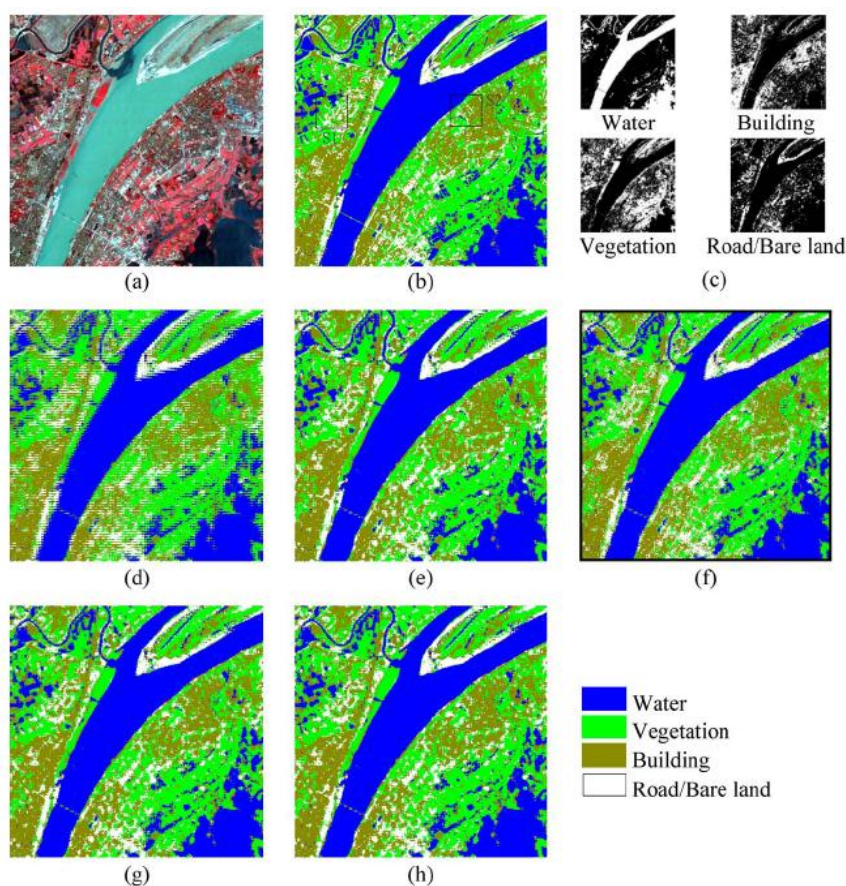 Water
Building
Vegetation
Road/Bare land
(a)
(b)
(c)
(d)
(e)
(f)
Water
Vegetation
Building
Road/Bare land
(g)
(h)